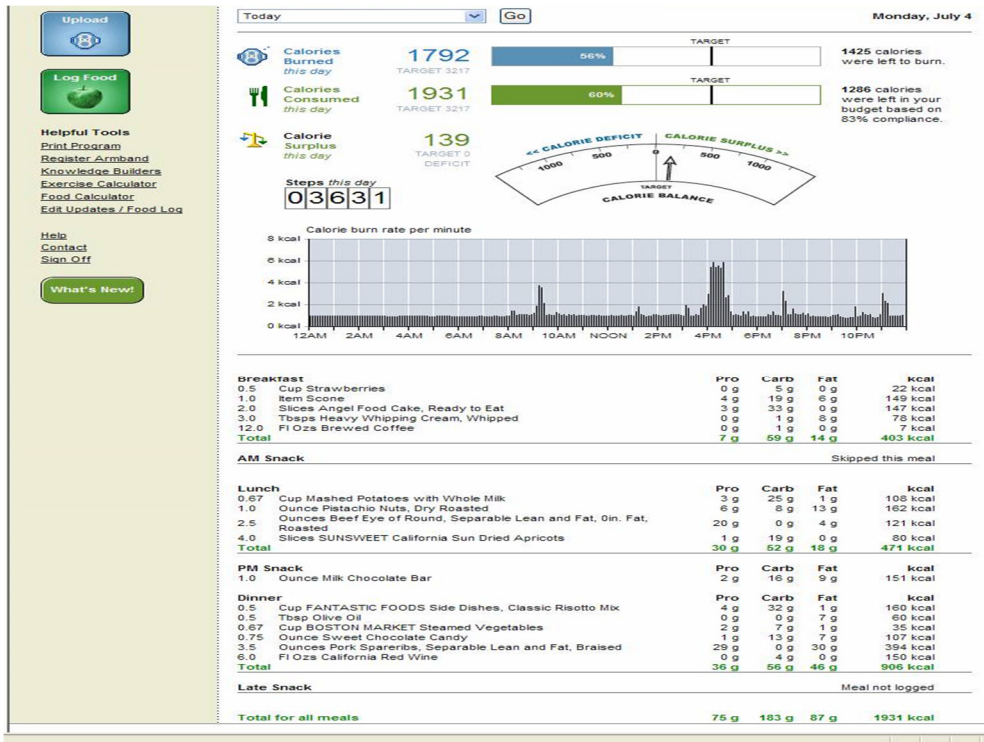 Upload
Log Food
Helpful Tools
Print Program
Register Armband
Knowledge Builders
Exercise Calculator
Food Calculator
Edit Updates / Food Log
Help
Contact
Sign Off
What's New!
Today Go Monday, July 4
Calories Burned this day 1792 TARGET 3217 56% TARGET 1425 calories were left to burn.
Calories Consumed this day 1931 TARGET 3217 60% TARGET 1286 calories were left in your budget based on 83% compliance.
Calorie Surplus this day 139 TARGET 0 DEFICIT
<< CALORIE DEFICIT CALORIE SURPLUS >>
1000 500 0 500 1000
TARGET
CALORIE BALANCE
Steps this day
03631
Calorie burn rate per minute
8 kcal
6 kcal
4 kcal
2 kcal
0 kcal
12AM 2AM 4AM 6AM 8AM 10AM NOON 2PM 4PM 6PM 8PM 10PM
Breakfast Pro Carb Fat kcal
0.5 Cup Strawberries 0 g 5 g 0 g 22 kcal
1.0 Item Scone 4 g 19 g 6 g 149 kcal
2.0 Slices Angel Food Cake, Ready to Eat 3 g 33 g 0 g 147 kcal
3.0 Tbsps Heavy Whipping Cream, Whipped 0 g 1 g 8 g 78 kcal
12.0 Fl Ozs Brewed Coffee 0 g 1 g 0 g 7 kcal
Total 7 g 59 g 14 g 403 kcal
AM Snack Skipped this meal
Lunch Pro Carb Fat kcal
0.67 Cup Mashed Potatoes with Whole Milk 3 g 25 g 1 g 108 kcal
1.0 Ounce Pistachio Nuts, Dry Roasted 6 g 8 g 13 g 162 kcal
2.5 Ounces Beef Eye of Round, Separable Lean and Fat, 0in. Fat, Roasted 20 g 0 g 4 g 121 kcal
4.0 Slices SUNSWEET California Sun Dried Apricots 1 g 19 g 0 g 80 kcal
Total 30 g 52 g 18 g 471 kcal
PM Snack Pro Carb Fat kcal
1.0 Ounce Milk Chocolate Bar 2 g 16 g 9 g 151 kcal
Dinner Pro Carb Fat kcal
0.5 Cup FANTASTIC FOODS Side Dishes, Classic Risotto Mix 4 g 32 g 1 g 160 kcal
0.5 Tbsp Olive Oil 0 g 0 g 7 g 60 kcal
0.67 Cup BOSTON MARKET Steamed Vegetables 2 g 7 g 1 g 35 kcal
0.75 Ounce Sweet Chocolate Candy 1 g 13 g 7 g 107 kcal
3.5 Ounces Pork Spareribs, Separable Lean and Fat, Braised 29 g 0 g 30 g 394 kcal
6.0 Fl Ozs California Red Wine 0 g 4 g 0 g 150 kcal
Total 36 g 56 g 46 g 906 kcal
Late Snack Meal not logged
Total for all meals 75 g 183 g 87 g 1931 kcal